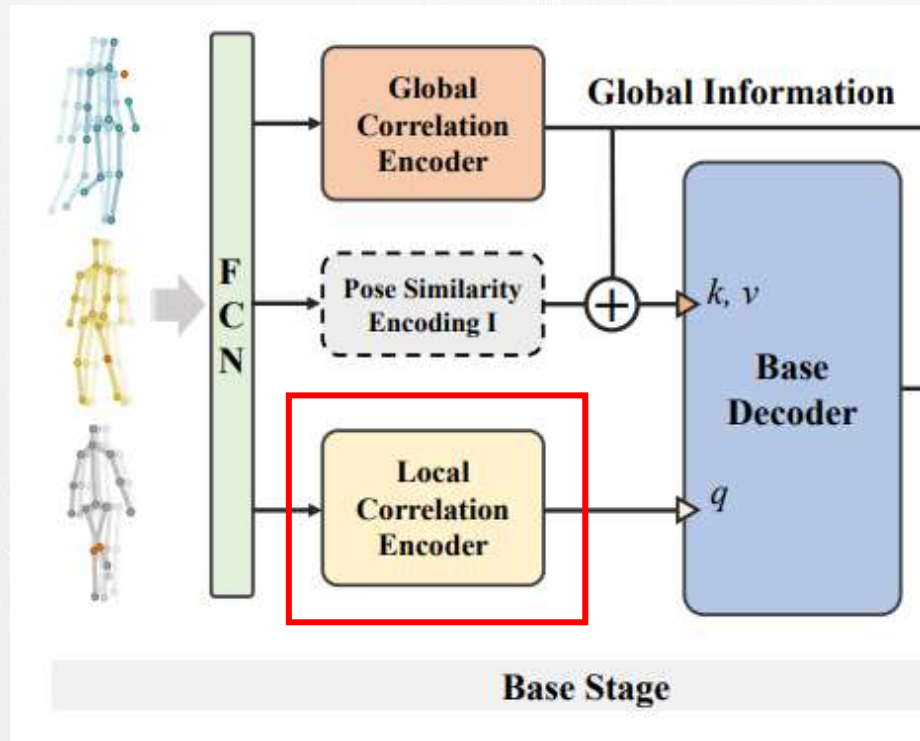 Global
Correlation
Encoder
Global Information
F
C
N
Pose Similarity
Encoding I
+
k, v
Base
Decoder
Local
Correlation
Encoder
q
Base Stage